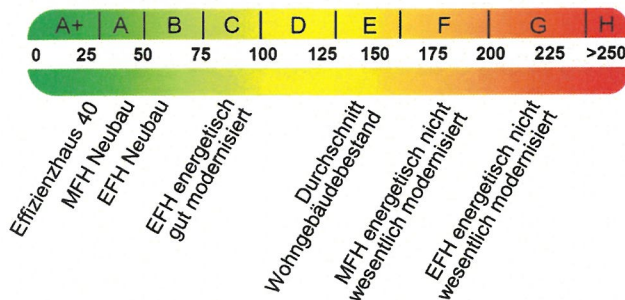 A+ A B C D E F G H
0 25 50 75 100 125 150 175 200 225 >250
Effizienzhaus 40
MFH Neubau
EFH Neubau
EFH energetisch
gut modernisiert
Durchschnitt
Wohngebäudebestand
MFH energetisch nicht
wesentlich modernisiert
EFH energetisch nicht
wesentlich modernisiert